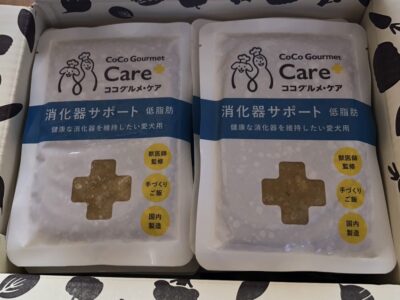 CoCo Gourmet
Care+
ココグルメ・ケア
消化器サポート 低脂肪
健康な消化器を維持したい愛犬用
獣医師
監修
手づくり
ご飯
国内
製造
CoCo Gourmet
Care+
ココグルメ・ケア
消化器サポート 低脂肪
健康な消化器を維持したい愛犬用
獣医師
監修
手づくり
ご飯
国内
製造